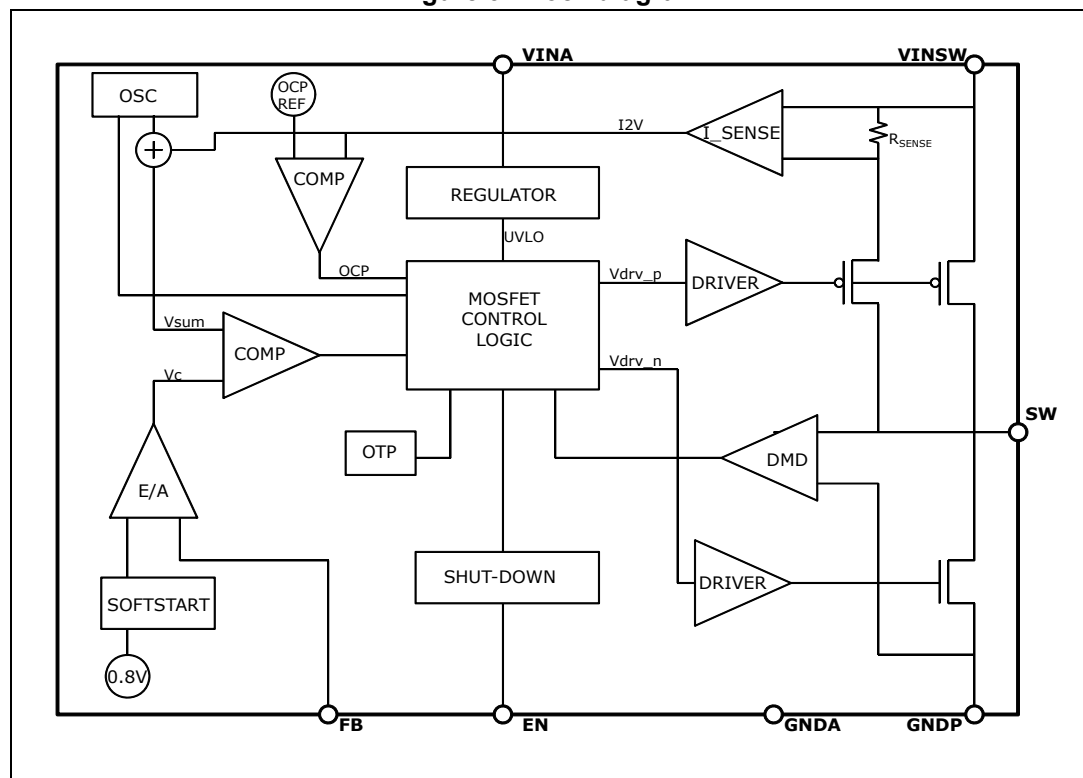 VINA
VINSW
OSC
OCP
REF
I2V
I_SENSE
RSENSE
COMP
REGULATOR
UVLO
OCP
Vdrv_p
DRIVER
MOSFET
CONTROL
LOGIC
Vsum
COMP
Vc
Vdrv_n
SW
OTP
DMD
E/A
SHUT-DOWN
DRIVER
SOFTSTART
0.8V
FB
EN
GNDA
GNDP